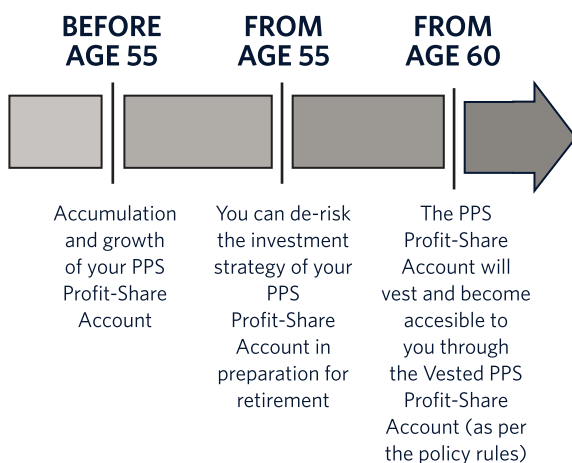 BEFORE
AGE 55
FROM
AGE 55
FROM
AGE 60
Accumulation
and growth
of your PPS
Profit-Share
Account
You can de-risk
the investment
strategy of your
PPS
Profit-Share
Account in
preparation for
retirement
The PPS
Profit-Share
Account will
vest and become
accesible to
you through
the Vested PPS
Profit-Share
Account (as per
the policy rules)